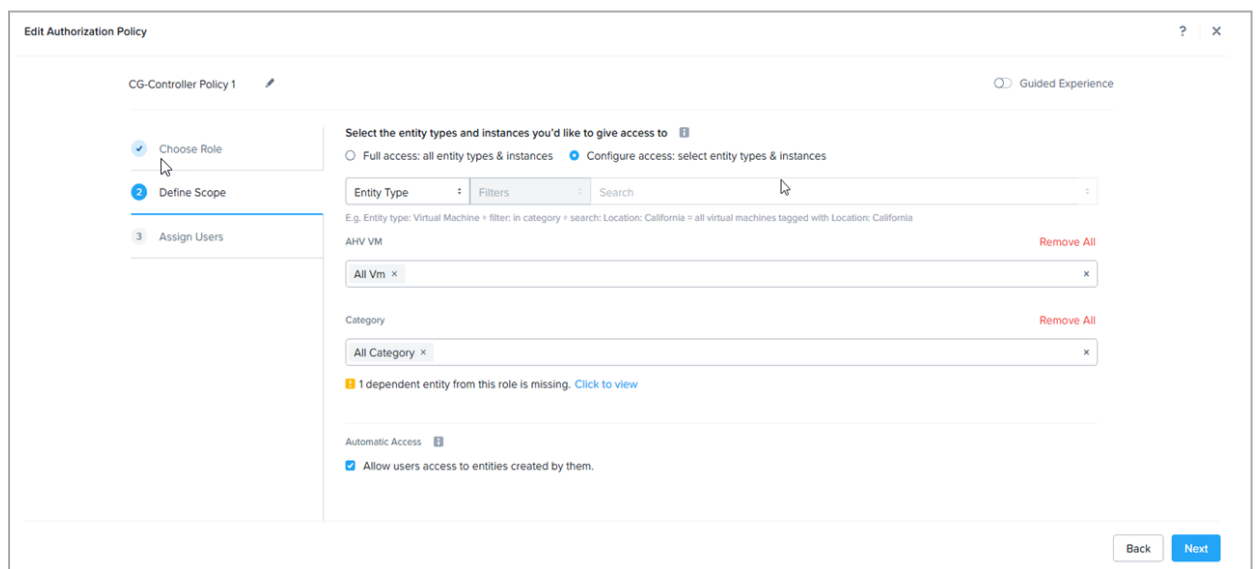 Edit Authorization Policy
?
×
CG-Controller Policy 1
Guided Experience
Choose Role
2 Define Scope
3 Assign Users
Select the entity types and instances you'd like to give access to
Full access: all entity types & instances
Configure access: select entity types & instances
Entity Type
Filters
Search
E.g. Entity type: Virtual Machine + filter: in category + search: Location: California = all virtual machines tagged with Location: California
AHV VM
Remove All
All Vm ×
×
Category
Remove All
All Category ×
×
1 dependent entity from this role is missing. Click to view
Automatic Access
Allow users access to entities created by them.
Back
Next